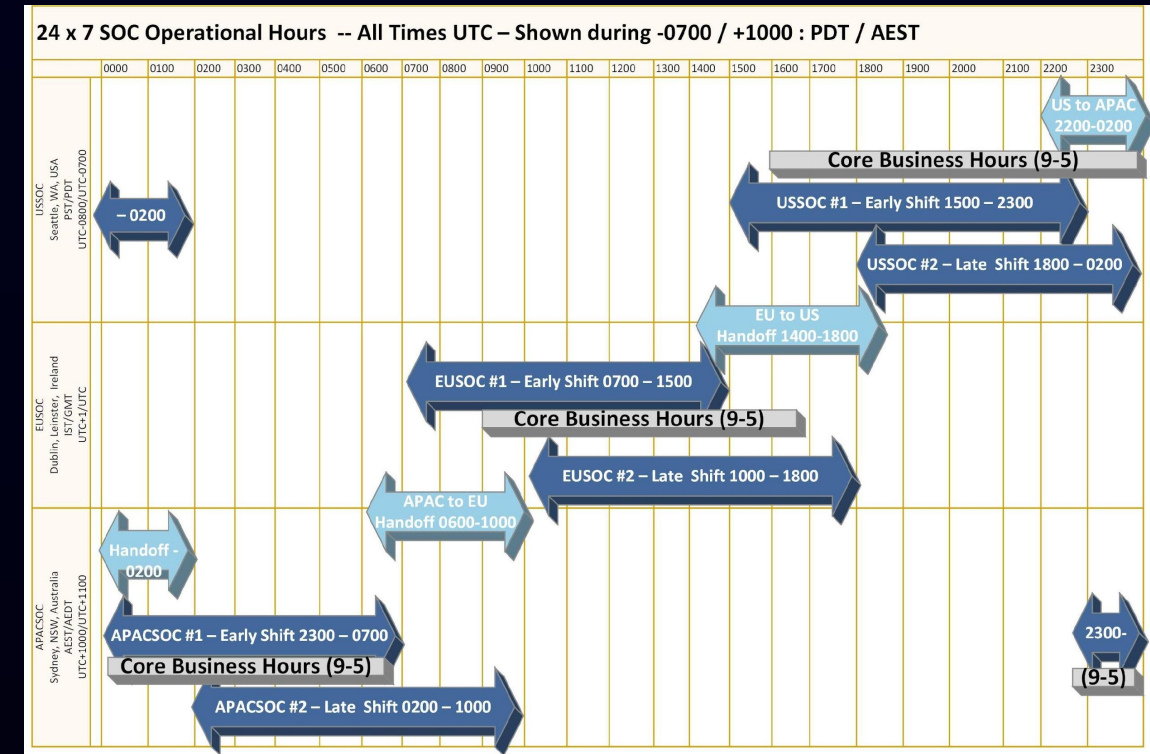 24 x 7 SOC Operational Hours -- All Times UTC – Shown during -0700 / +1000 : PDT / AEST
0000 0100 0200 0300 0400 0500 0600 0700 0800 0900 1000 1100 1200 1300 1400 1500 1600 1700 1800 1900 2000 2100 2200 2300
USSOC
Seattle, WA, USA
PST/PDT
UTC-0800/UTC-0700
US to APAC
2200-0200
Core Business Hours (9-5)
– 0200
USSOC #1 – Early Shift 1500 – 2300
USSOC #2 – Late Shift 1800 – 0200
EU to US
Handoff 1400-1800
EUSOC
Dublin, Leinster, Ireland
IST/GMT
UTC+1/UTC
EUSOC #1 – Early Shift 0700 – 1500
Core Business Hours (9-5)
EUSOC #2 – Late Shift 1000 – 1800
APAC to EU
Handoff 0600-1000
APACSOC
Sydney, NSW, Australia
AEST/AEDT
UTC+1000/UTC+1100
Handoff -
0200
APACSOC #1 – Early Shift 2300 – 0700
2300-
Core Business Hours (9-5)
(9-5)
APACSOC #2 – Late Shift 0200 – 1000